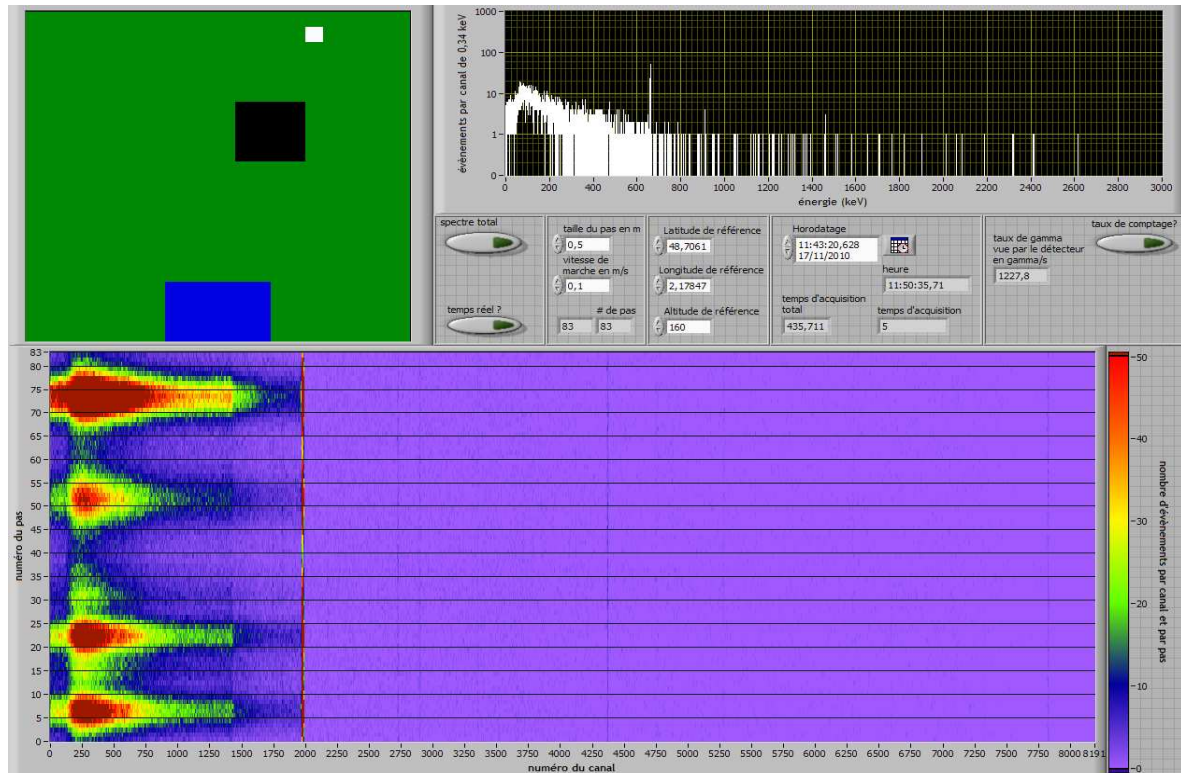 1000
100
10
1
0
évènements par canal de 0,34 keV
0 200 400 600 800 1000 1200 1400 1600 1800 2000 2200 2400 2600 2800 3000
énergie (keV)
spectre total
temps réel ?
taille du pas en m
0,5
vitesse de
marche en m/s
0,1
# de pas
83 83
Latitude de référence
48,7061
Longitude de référence
2,17847
Altitude de référence
160
Horodatage
11:43:20,628
17/11/2010
heure
11:50:35,71
temps d'acquisition
total
435,711
temps d'acquisition
5
taux de comptage?
taux de gamma
vue par le détecteur
en gamma/s
1227,8
83
80
75
70
65
60
55
50
45
40
35
30
25
20
15
10
5
0
numéro du pas
0 250 500 750 1000 1250 1500 1750 2000 2250 2500 2750 3000 3250 3500 3750 4000 4250 4500 4750 5000 5250 5500 5750 6000 6250 6500 6750 7000 7250 7500 7750 8000 8191
numéro du canal
50
40
30
20
10
0
nombre d'évènements par canal et par pas